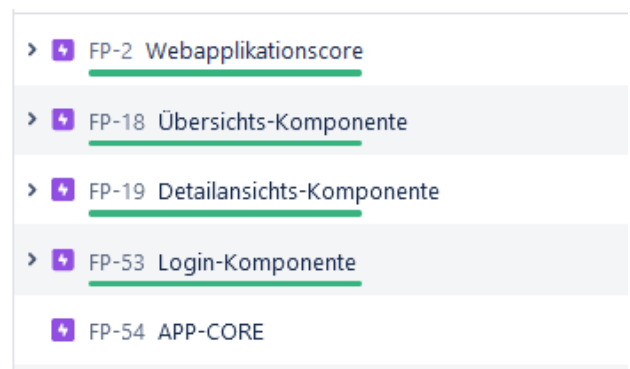 FP-2 Webapplikationscore
FP-18 Übersichts-Komponente
FP-19 Detailansichts-Komponente
FP-53 Login-Komponente
FP-54 APP-CORE